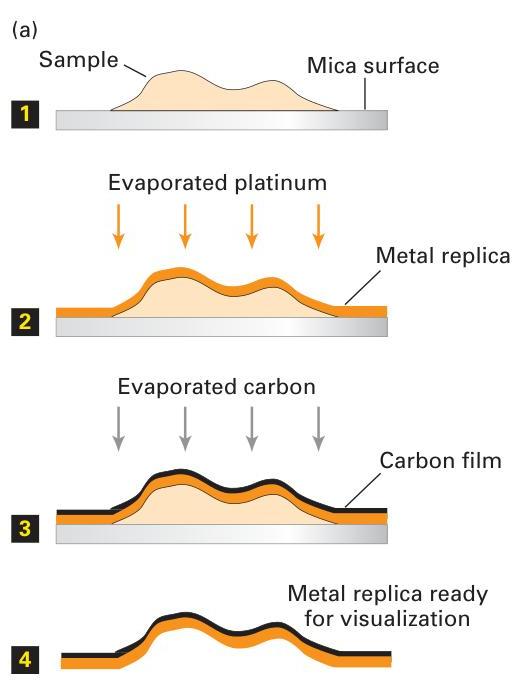 (a)
Sample
Mica surface
1
Evaporated platinum
Metal replica
2
Evaporated carbon
Carbon film
3
Metal replica ready
for visualization
4